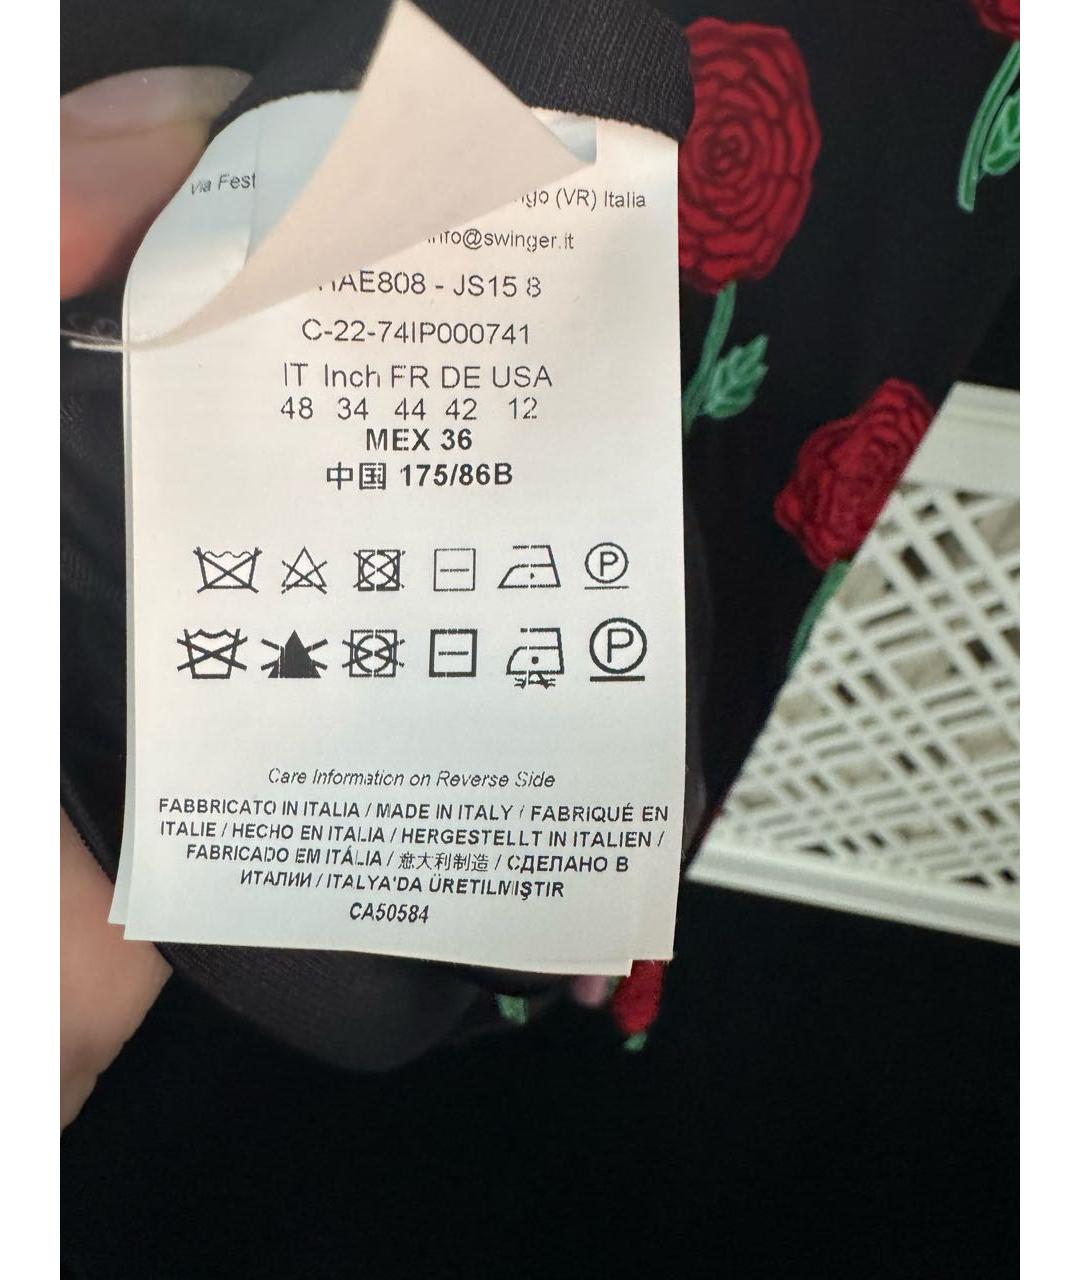 via Fest
(VR) Italia
info@swinger.it
AE808 - JS15 8
C-22-74IP000741
IT Inch FR DE USA
48 34 44 42 12
MEX 36
中国 175/86B
P
P
Care Information on Reverse Side
FABBRICATO IN ITALIA / MADE IN ITALY / FABRIQUÉ EN
ITALIE / HECHO EN ITALIA / HERGESTELLT IN ITALIEN /
FABRICADO EM ITÁLIA / 意大利制造 / СДЕЛАНО В
ИТАЛИИ / ITALYA'DA ÜRETILMIŞTIR
CA50584